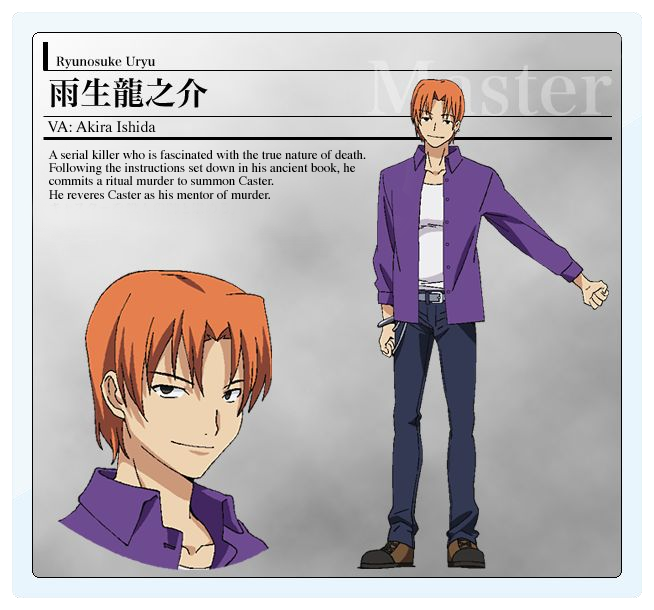 Master
Ryunosuke Uryu
雨生龍之介
VA: Akira Ishida
A serial killer who is fascinated with the true nature of death.
Following the instructions set down in his ancient book, he
commits a ritual murder to summon Caster.
He reveres Caster as his mentor of murder.